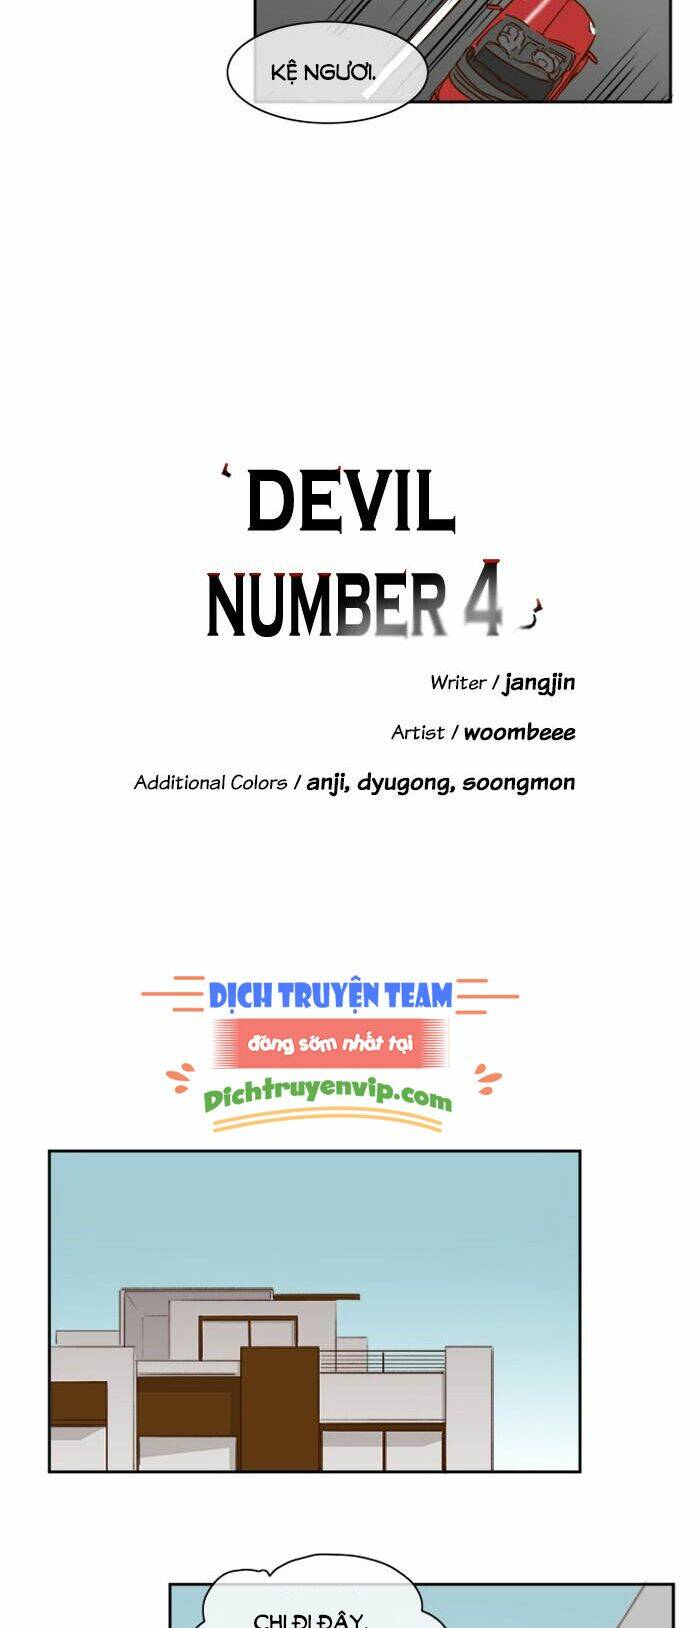 KỆ NGƯƠI.
DEVIL
NUMBER 4
Writer / jangjin
Artist / woombeee
Additional Colors / anji, dyugong, soongmon
DỊCH TRUYỆN TEAM
đăng sớm nhất tại
Dichtruyenvip.com
CHỊ ĐI ĐÂY.